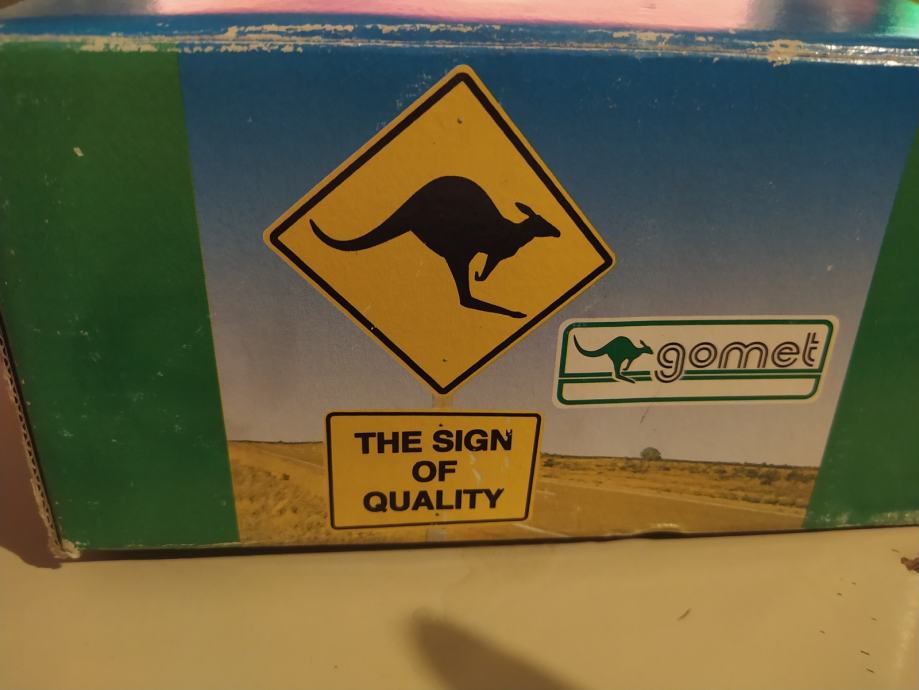 gomet
THE SIGN
OF
QUALITY